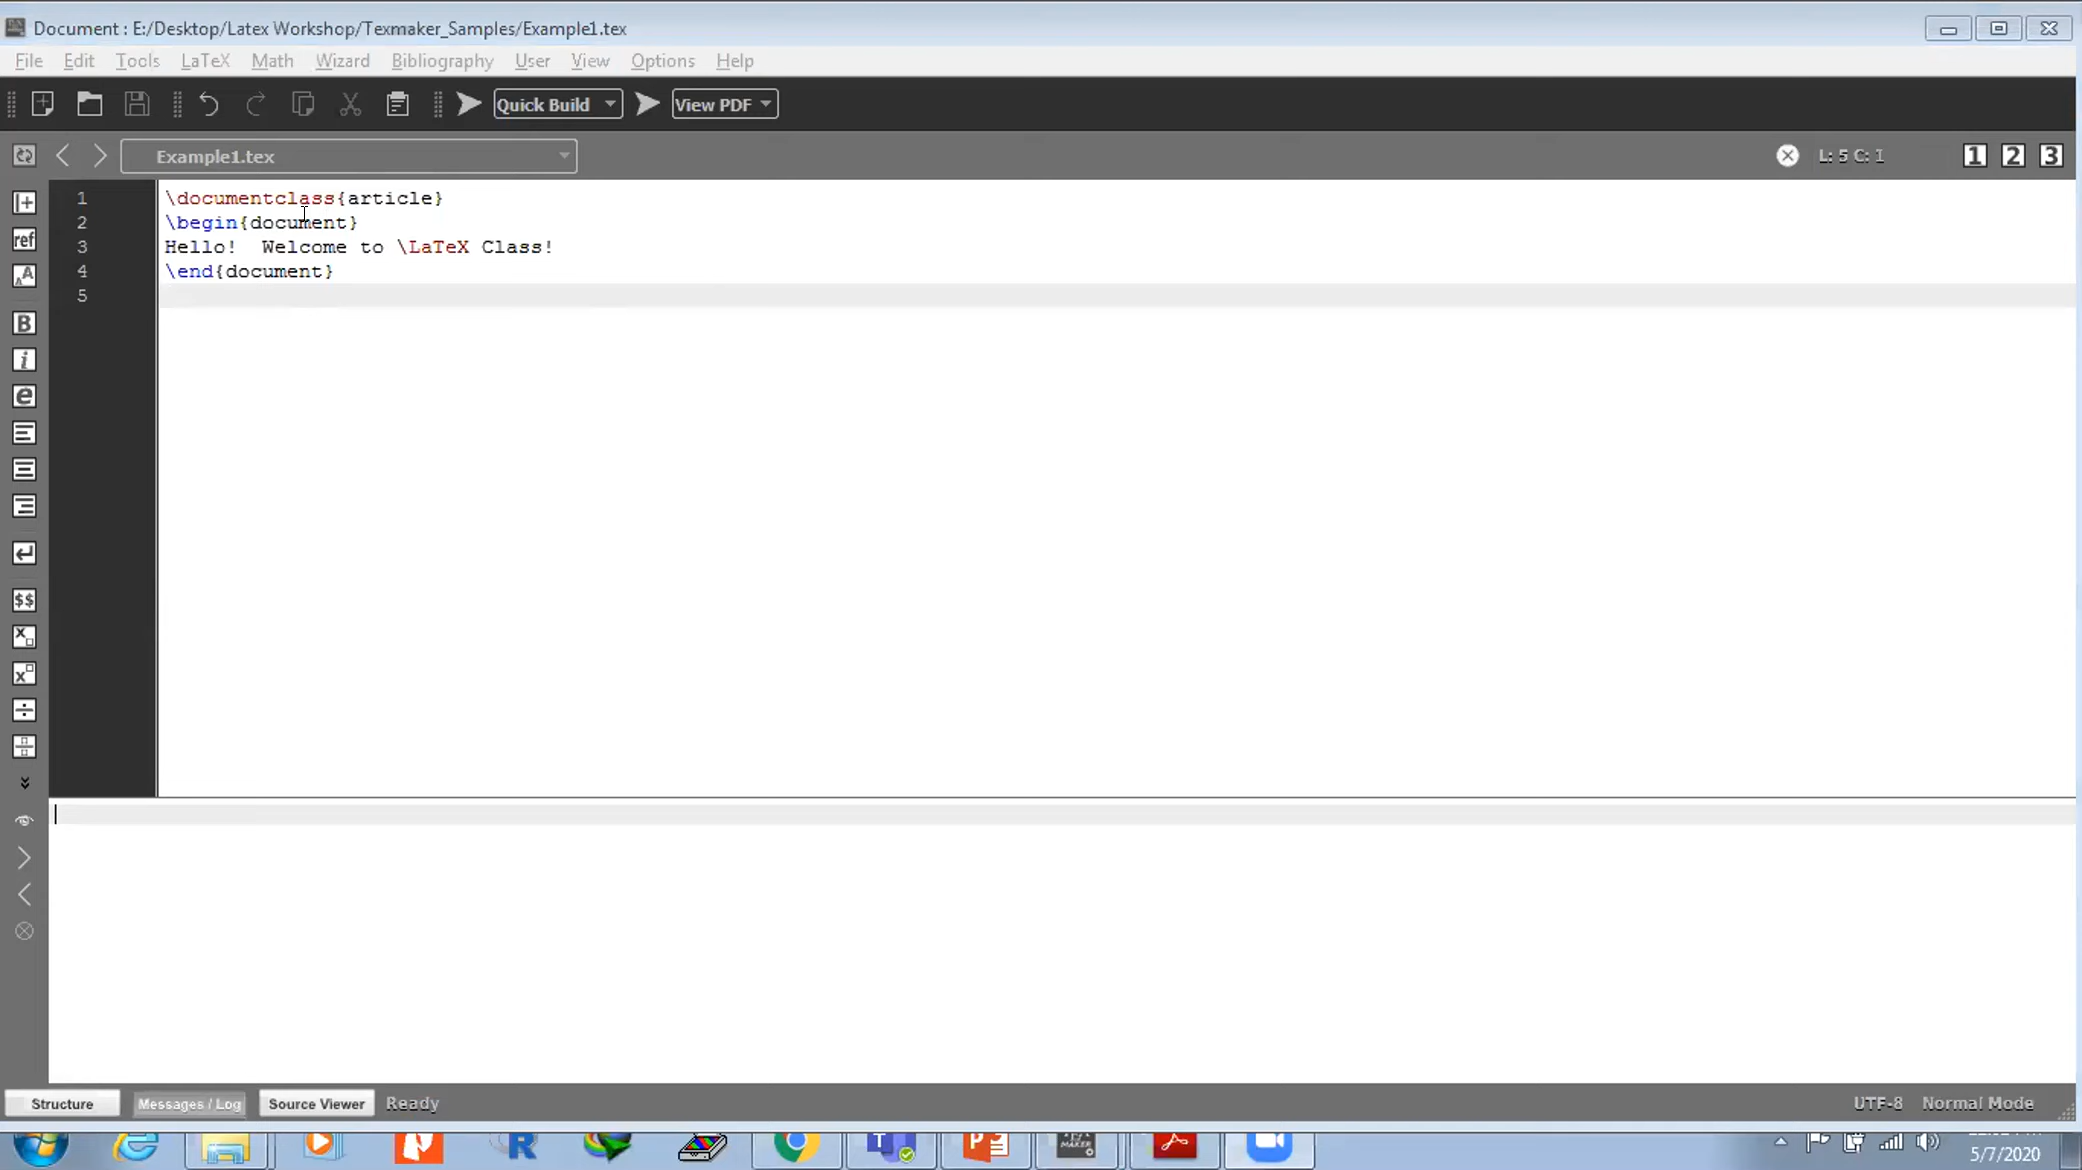 Document : E:/Desktop/Latex Workshop/Texmaker_Samples/Example1.tex
File Edit Tools LaTeX Math Wizard Bibliography User View Options Help
Quick Build View PDF
Example1.tex L: 5 C: 1 1 2 3
1 \documentclass{article}
2 \begin{document}
3 Hello!  Welcome to \LaTeX Class!
4 \end{document}
5
ref
Structure Messages / Log Source Viewer Ready UTF-8 Normal Mode
5/7/2020